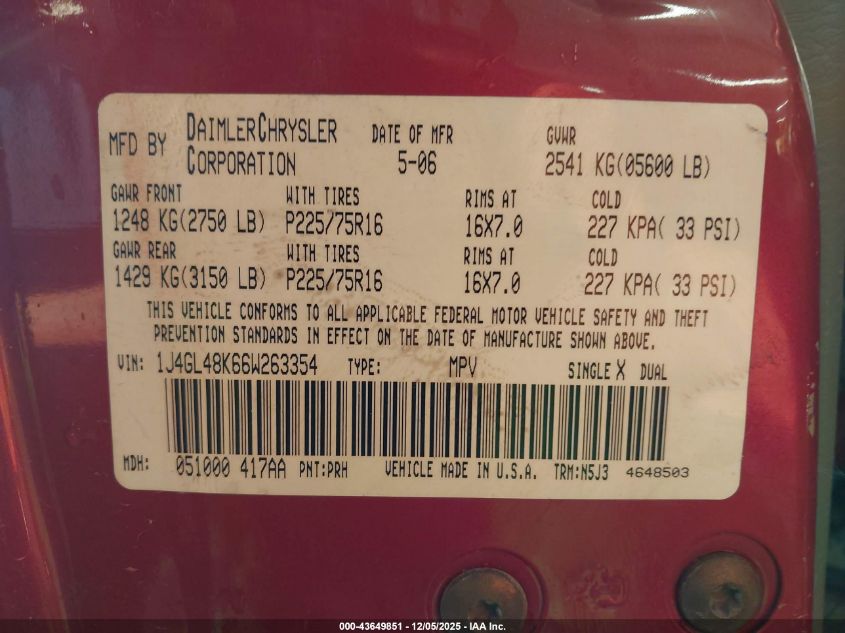 MFD BY DAIMLERCHRYSLER CORPORATION DATE OF MFR 5-06 GVWR 2541 KG(05600 LB)
GAWR FRONT WITH TIRES RIMS AT COLD
1248 KG(2750 LB) P225/75R16 16X7.0 227 KPA( 33 PSI)
GAWR REAR WITH TIRES RIMS AT COLD
1429 KG(3150 LB) P225/75R16 16X7.0 227 KPA( 33 PSI)
THIS VEHICLE CONFORMS TO ALL APPLICABLE FEDERAL MOTOR VEHICLE SAFETY AND THEFT
PREVENTION STANDARDS IN EFFECT ON THE DATE OF MANUFACTURE SHOWN ABOVE.
VIN: 1J4GL48K66W263354 TYPE: MPV SINGLE X DUAL
MDH: 051000 417AA PNT:PRH VEHICLE MADE IN U.S.A. TRM:N5J3 4648503
000-43649851 - 12/05/2025 - IAA Inc.